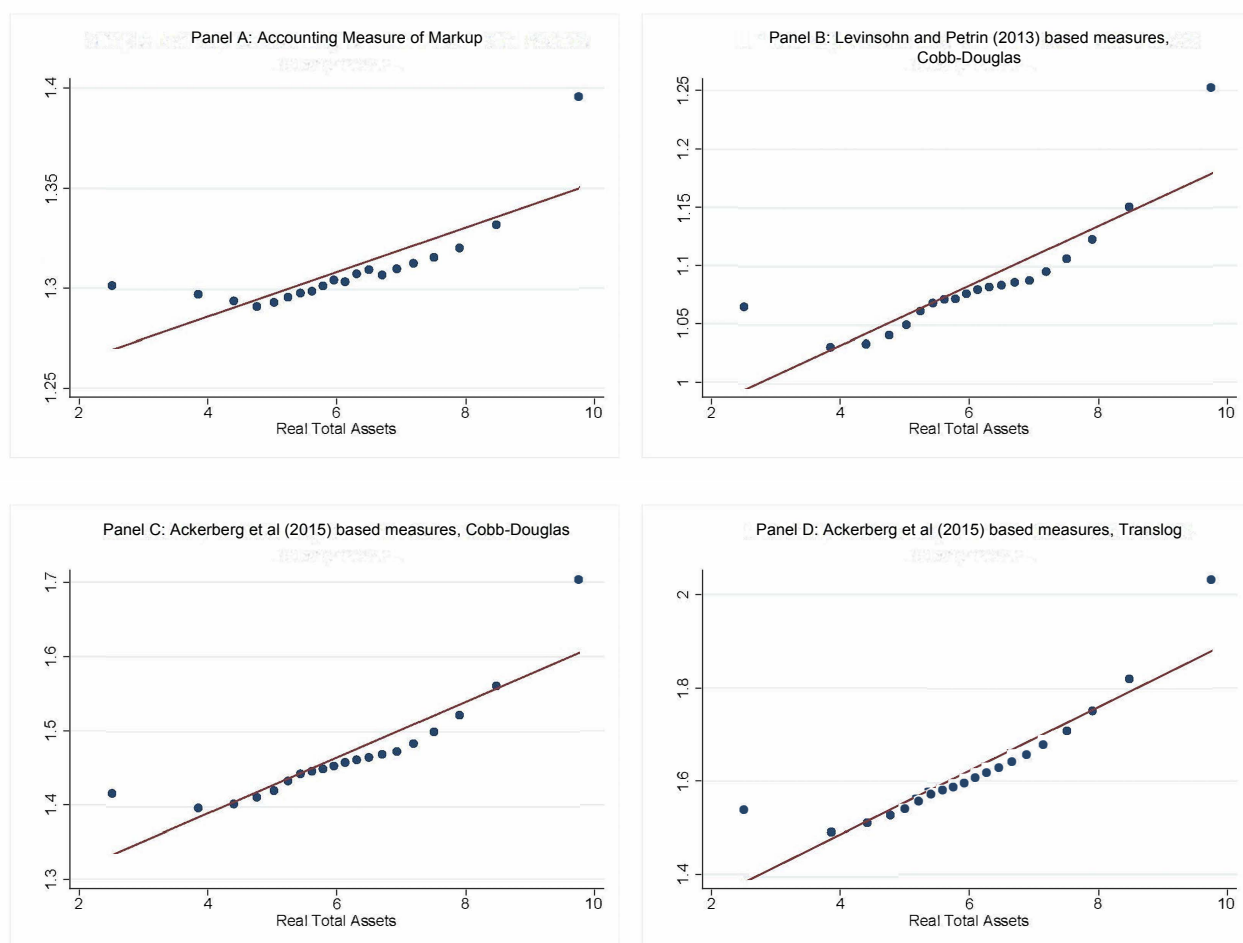 Panel A: Accounting Measure of Markup
1.4
1.35
1.3
1.25
2 4 6 8 10
Real Total Assets
Panel B: Levinsohn and Petrin (2013) based measures,
Cobb-Douglas
1.25
1.2
1.15
1.1
1.05
1
2 4 6 8 10
Real Total Assets
Panel C: Ackerberg et al (2015) based measures, Cobb-Douglas
1.7
1.6
1.5
1.4
1.3
2 4 6 8 10
Real Total Assets
Panel D: Ackerberg et al (2015) based measures, Translog
2
1.8
1.6
1.4
2 4 6 8 10
Real Total Assets